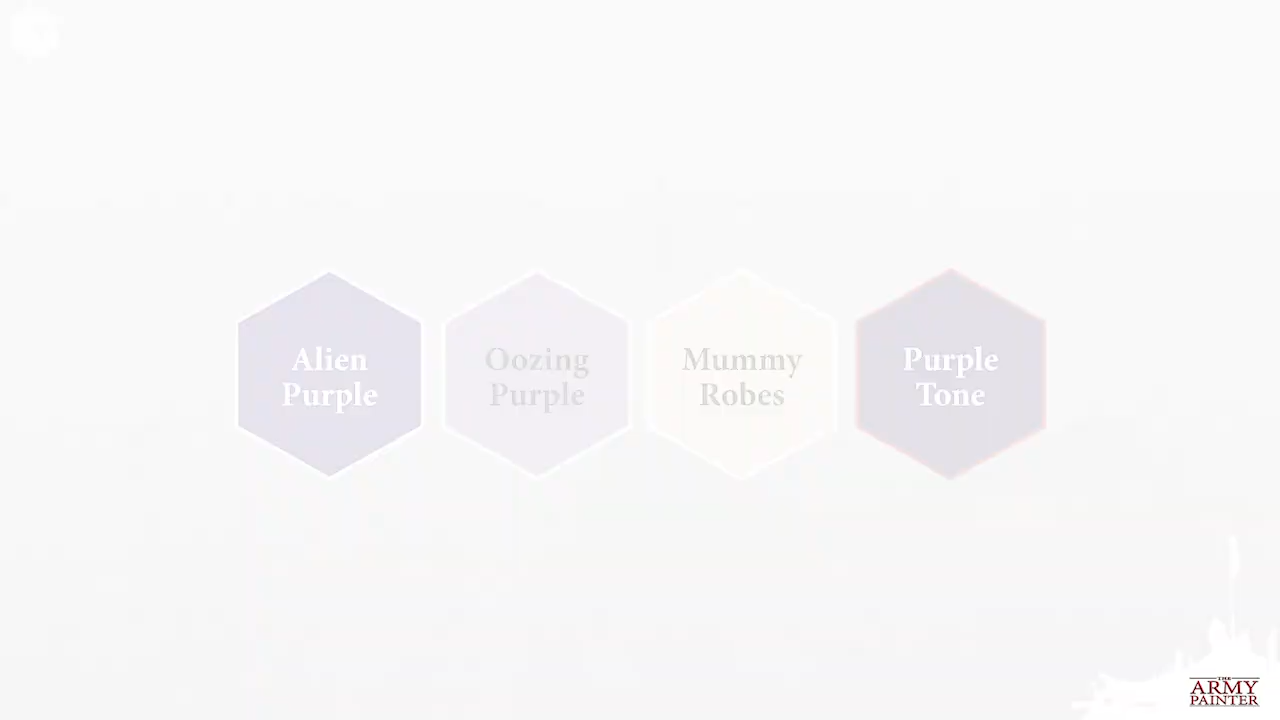 Alien
Purple
Oozing
Purple
Mummy
Robes
Purple
Tone
THE
ARMY
PAINTER